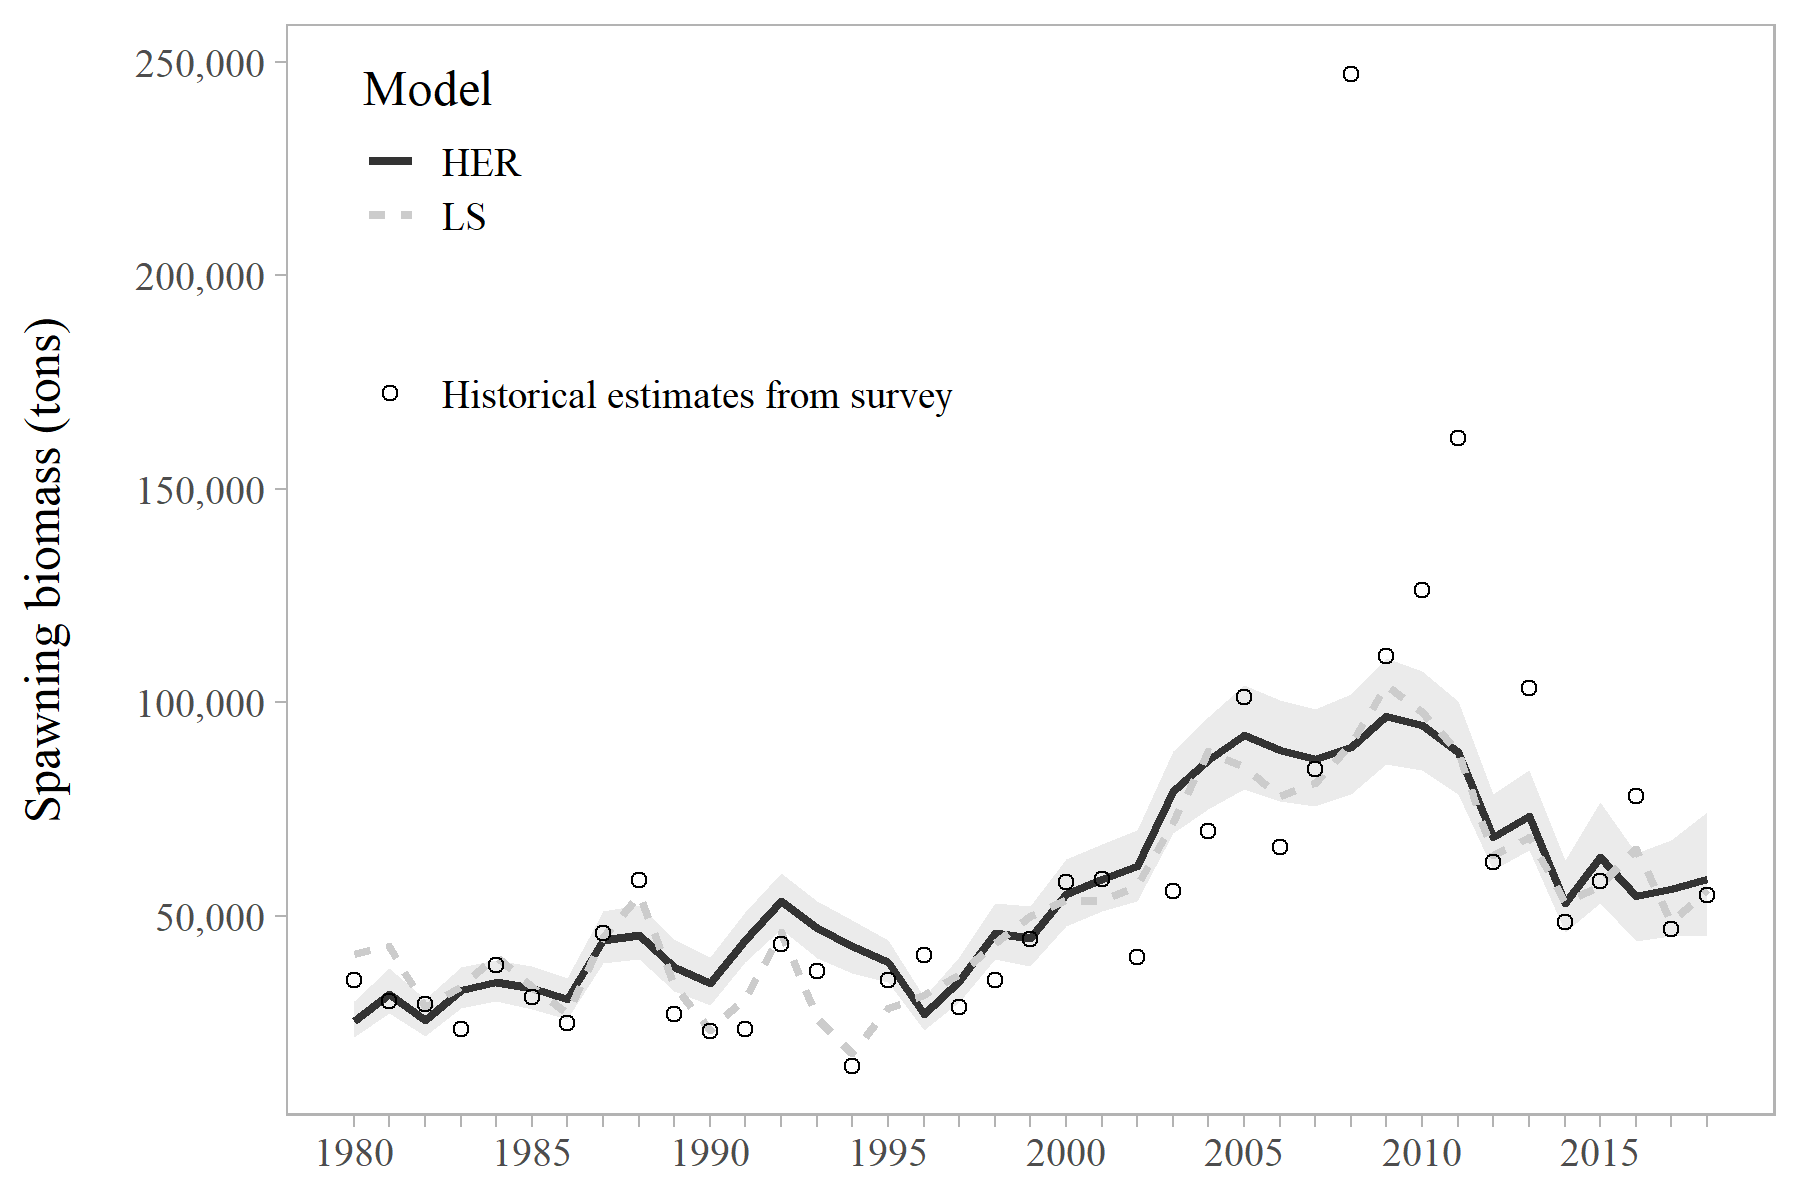 250,000
200,000
150,000
100,000
50,000
Spawning biomass (tons)
Model
HER
LS
Historical estimates from survey
1980 1985 1990 1995 2000 2005 2010 2015